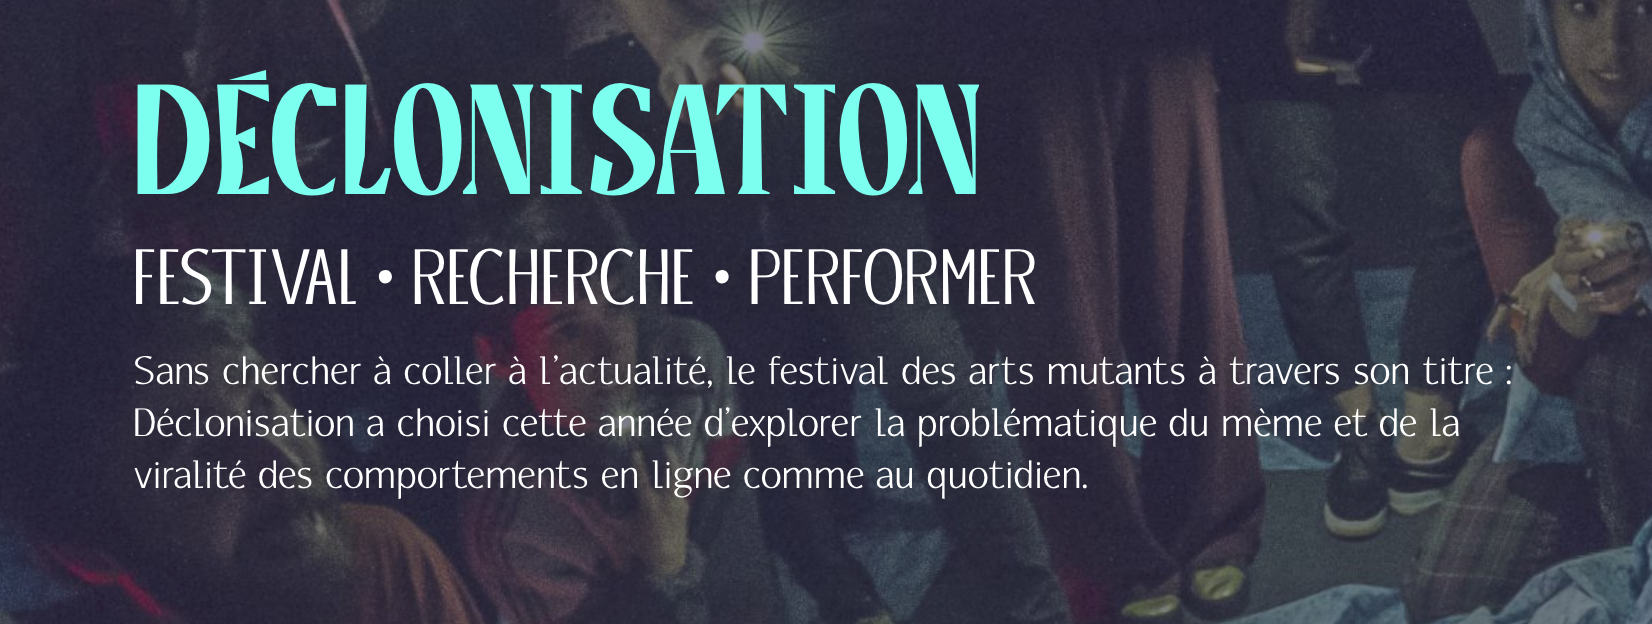 DÉCLONISATION
FESTIVAL • RECHERCHE • PERFORMER
Sans chercher à coller à l’actualité, le festival des arts mutants à travers son titre :
Déclonisation a choisi cette année d’explorer la problématique du mème et de la
viralité des comportements en ligne comme au quotidien.